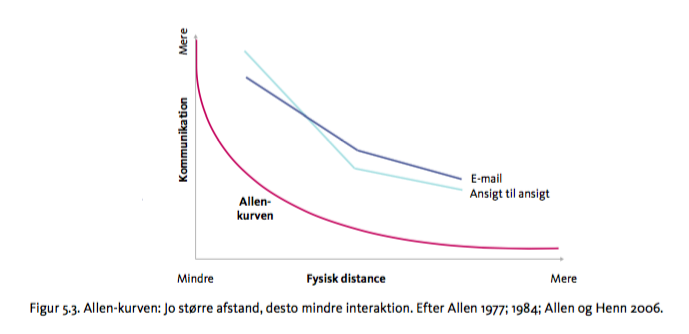 Mere
Kommunikation
E-mail
Ansigt til ansigt
Allen-
kurven
Mindre
Fysisk distance
Mere
Figur 5.3. Allen-kurven: Jo større afstand, desto mindre interaktion. Efter Allen 1977; 1984; Allen og Henn 2006.